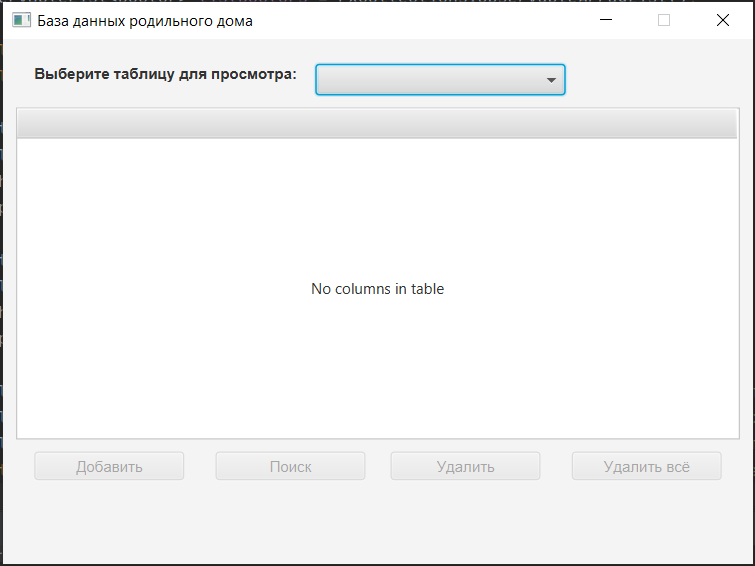 База данных родильного дома
Выберите таблицу для просмотра:
No columns in table
Добавить
Поиск
Удалить
Удалить всё